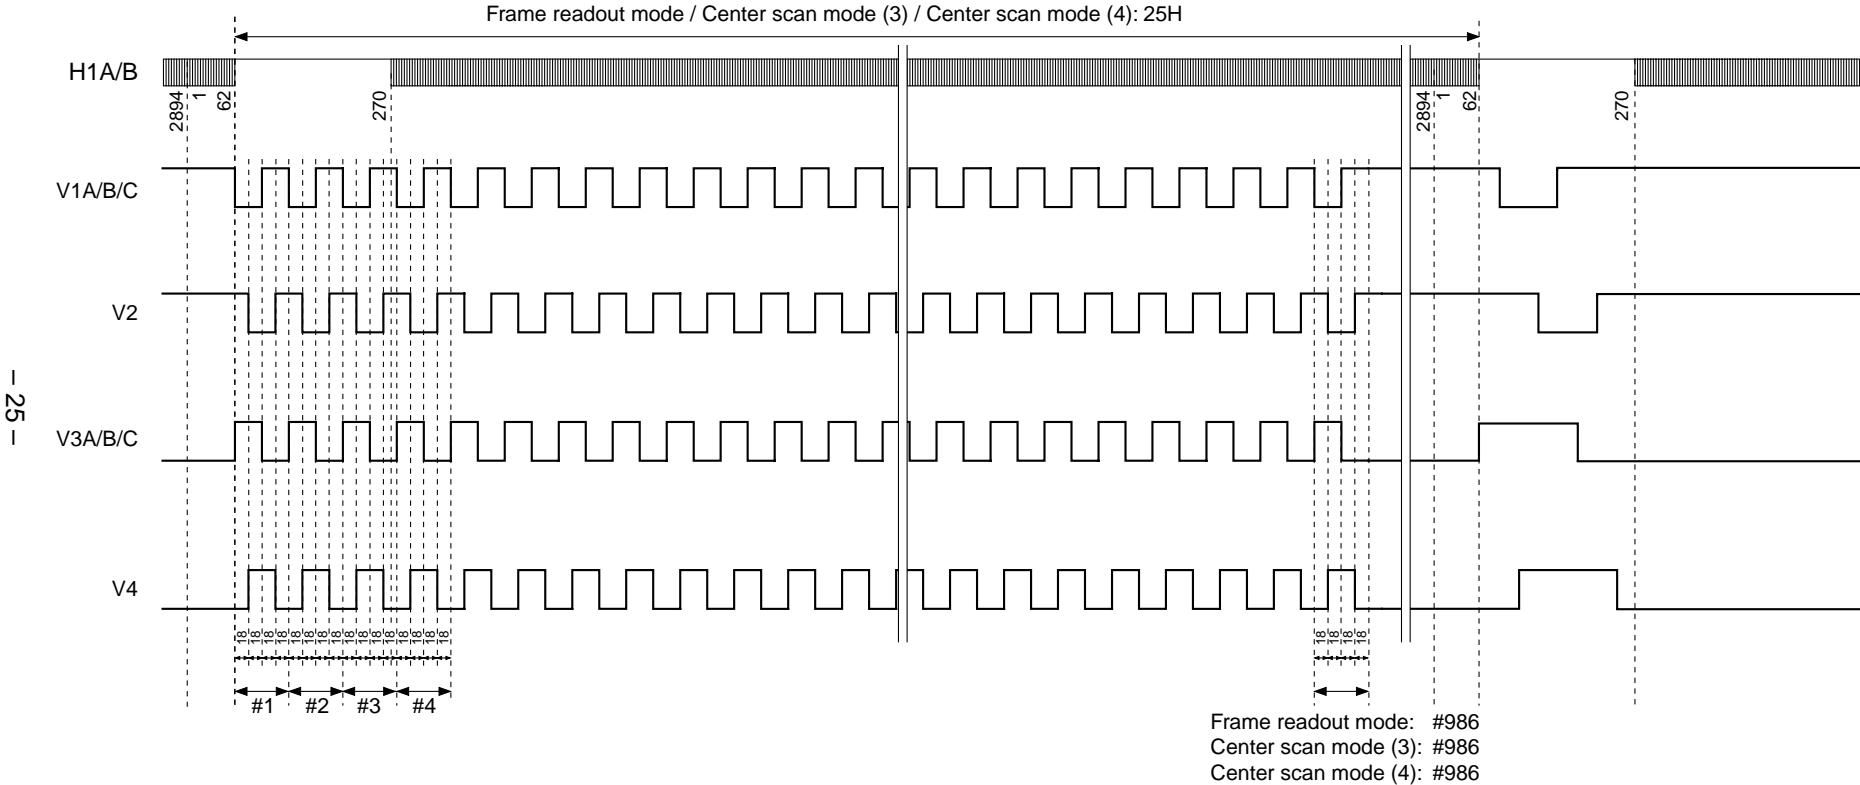 Frame readout mode / Center scan mode (3) / Center scan mode (4): 25H
H1A/B
2894
1
62
270
2894
1
62
270
V1A/B/C
V2
– 25 –
V3A/B/C
V4
18 18 18 18 18 18 18 18 18 18 18 18 18 18 18 18
18 18 18 18
#1 #2 #3 #4
Frame readout mode: #986
Center scan mode (3): #986
Center scan mode (4): #986